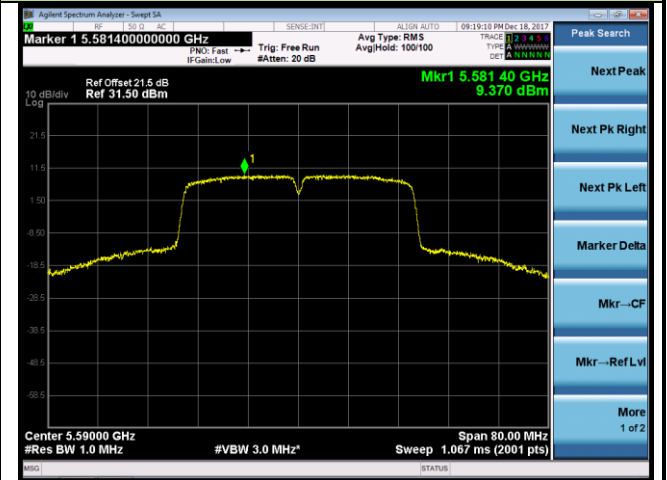 Agilent Spectrum Analyzer - Swept SA
RF 50 Ω AC SENSE:INT ALIGN AUTO 09:19:10 PM Dec 18, 2017
Marker 1 5.581400000000 GHz
PNO: Fast
IFGain:Low
Trig: Free Run
#Atten: 20 dB
Avg Type: RMS
Avg|Hold: 100/100
TRACE 1 2 3 4 5 6
TYPE A WWWWW
DET A N N N N N
Peak Search
Ref Offset 21.5 dB
Ref 31.50 dBm
10 dB/div
Log
Mkr1 5.581 40 GHz
9.370 dBm
Next Peak
21.5
Next Pk Right
1
11.5
Next Pk Left
1.50
-8.50
Marker Delta
-18.5
-28.5
Mkr→CF
-38.5
-48.5
Mkr→Ref Lvl
-58.5
More
1 of 2
Center 5.59000 GHz
Span 80.00 MHz
#Res BW 1.0 MHz
#VBW 3.0 MHz*
Sweep 1.067 ms (2001 pts)
MSG
STATUS